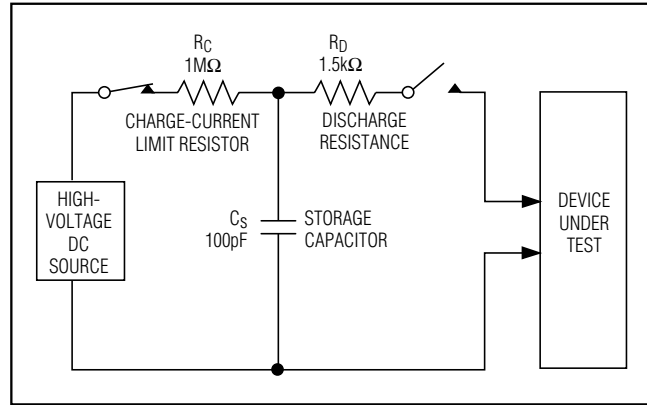 R_C
1MΩ
CHARGE-CURRENT
LIMIT RESISTOR
R_D
1.5kΩ
DISCHARGE
RESISTANCE
HIGH-
VOLTAGE
DC
SOURCE
C_S
100pF
STORAGE
CAPACITOR
DEVICE
UNDER
TEST